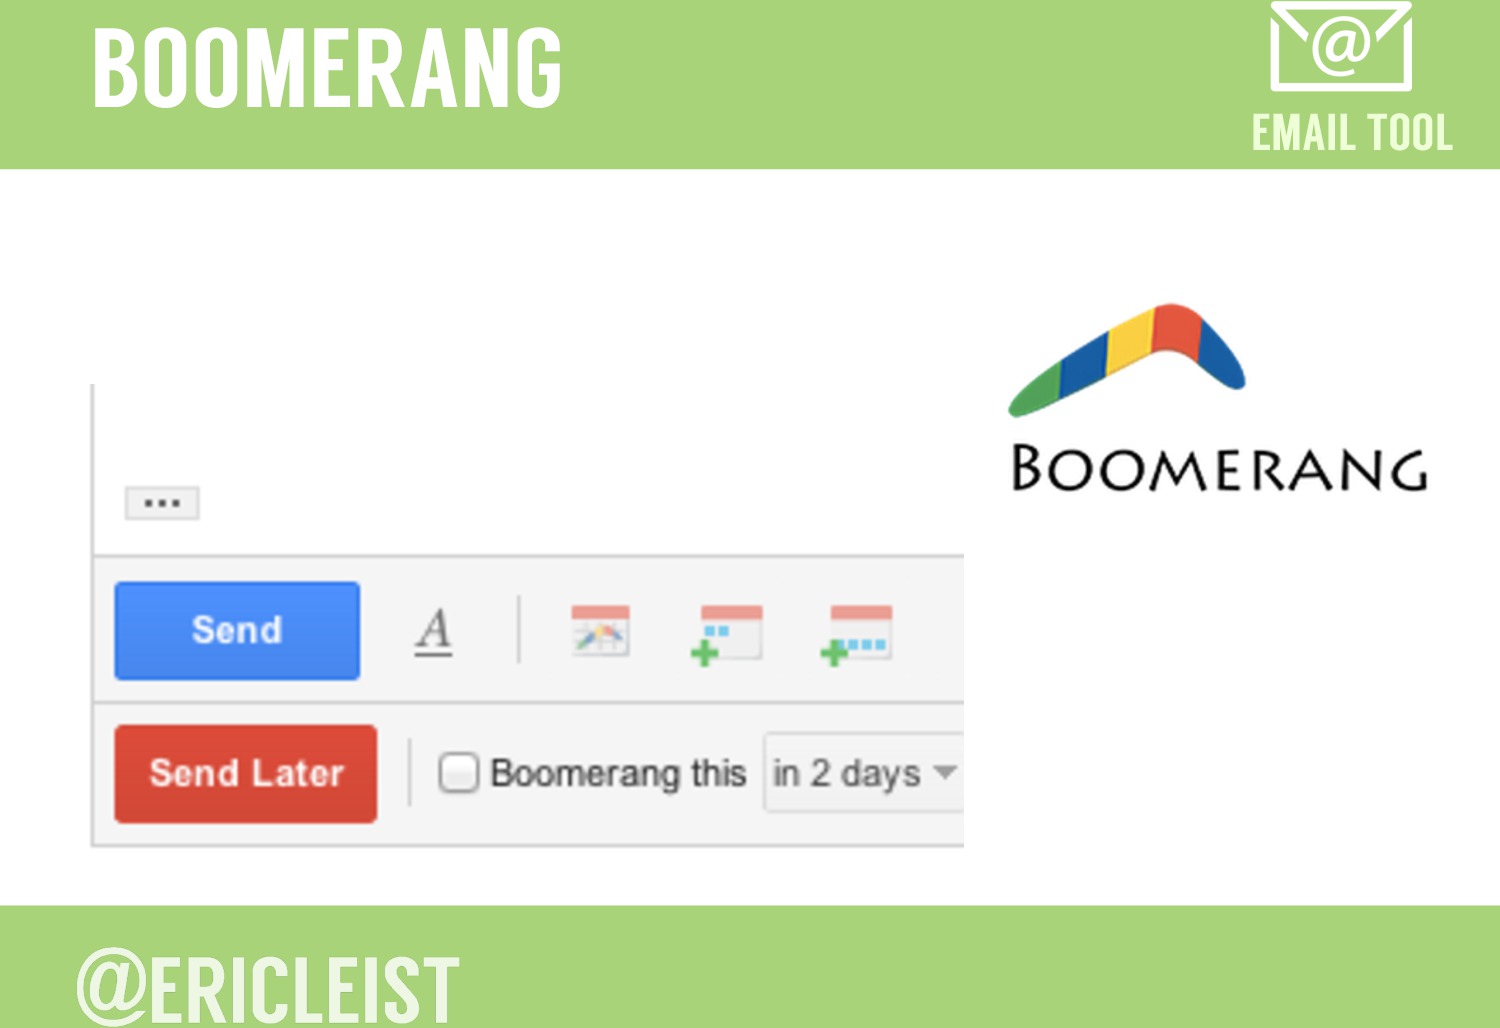 BOOMERANG
@
EMAIL TOOL
BOOMERANG
...
Send
A
Send Later
Boomerang this
in 2 days
@ERICLEIST